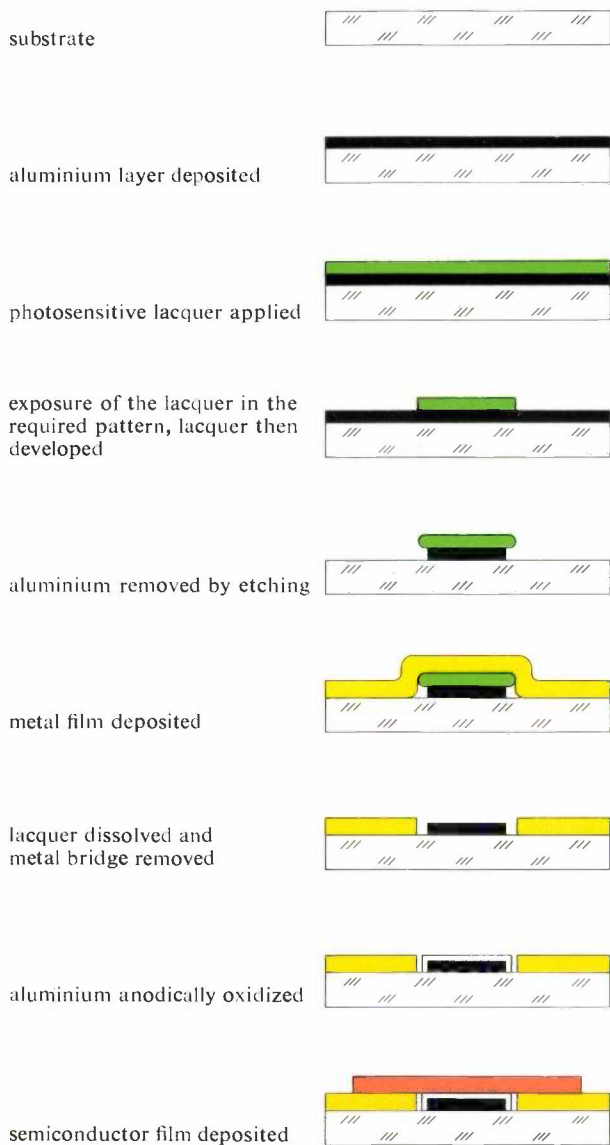 substrate
aluminium layer deposited
photosensitive lacquer applied
exposure of the lacquer in the
required pattern, lacquer then
developed
aluminium removed by etching
metal film deposited
lacquer dissolved and
metal bridge removed
aluminium anodically oxidized
semiconductor film deposited